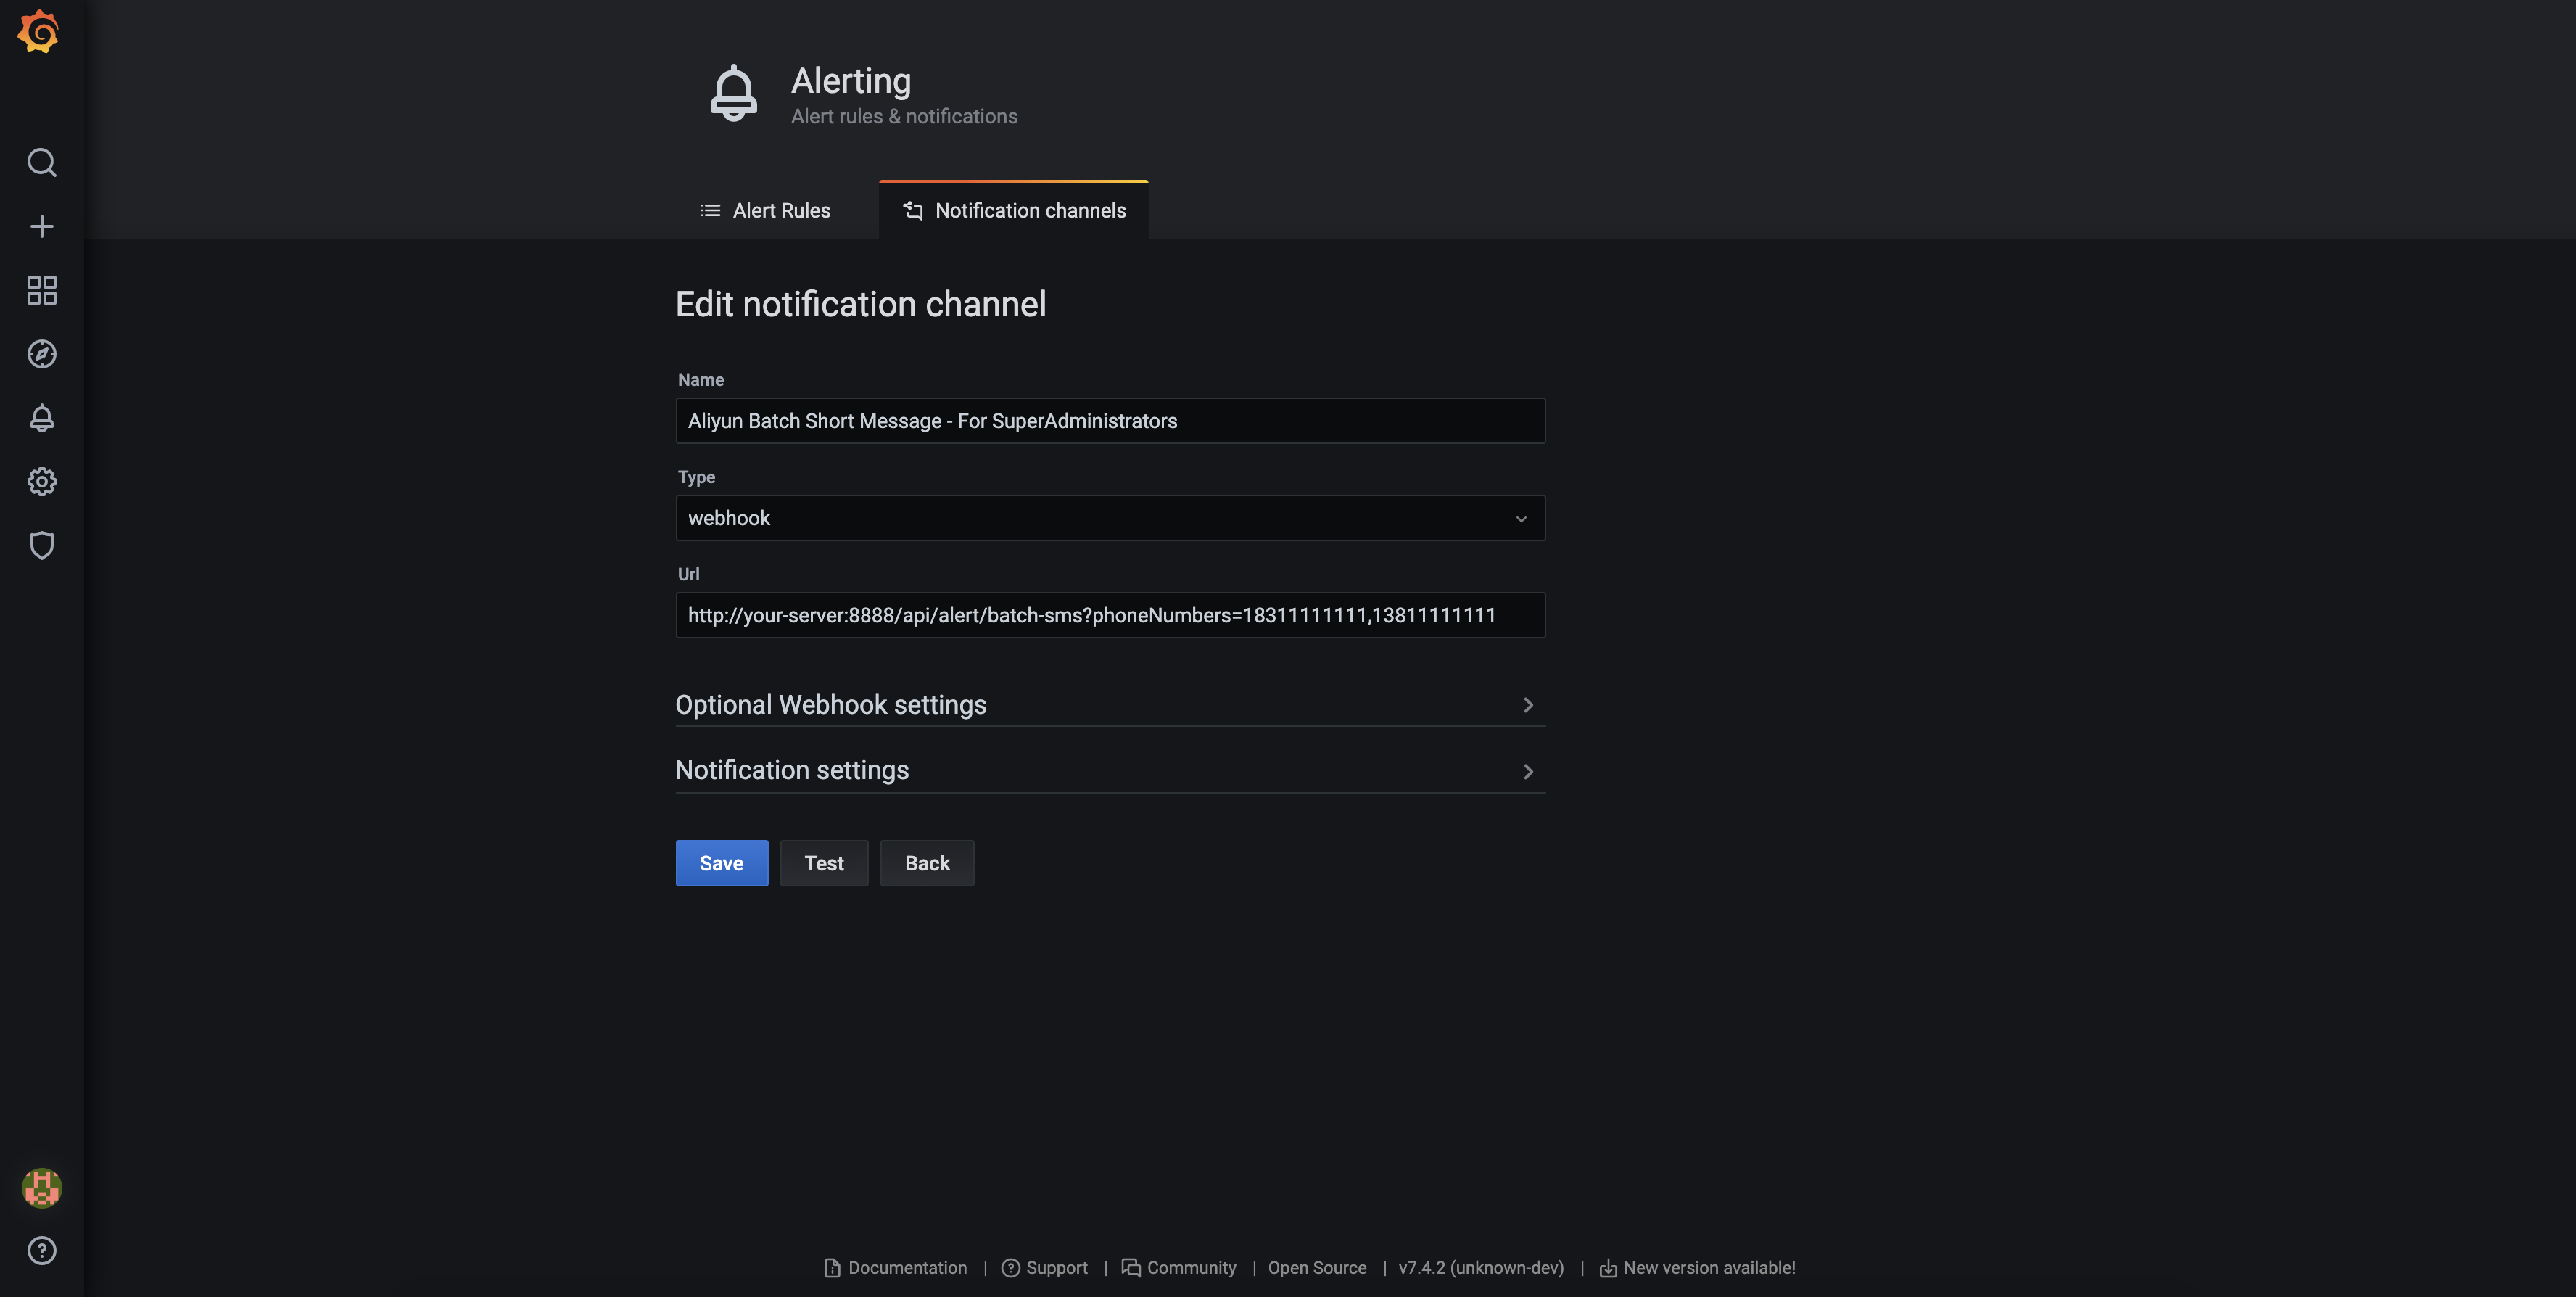 Alerting
Alert rules & notifications
Alert Rules
Notification channels
Edit notification channel
Name
Aliyun Batch Short Message - For SuperAdministrators
Type
webhook
Url
http://your-server:8888/api/alert/batch-sms?phoneNumbers=18311111111,13811111111
Optional Webhook settings
Notification settings
Save Test Back
Documentation | Support | Community | Open Source | v7.4.2 (unknown-dev) | New version available!